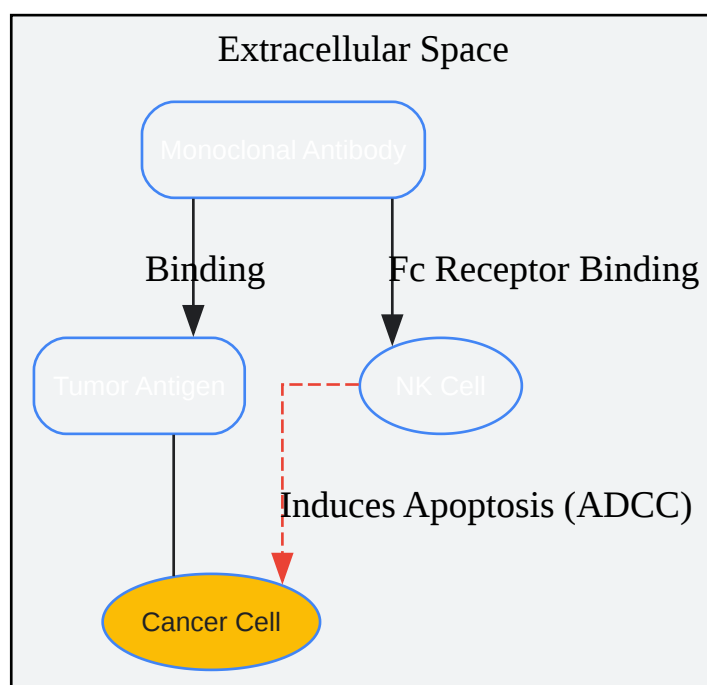 Extracellular Space
Monoclonal Antibody
Binding
Fc Receptor Binding
Tumor Antigen
NK Cell
Induces Apoptosis (ADCC)
Cancer Cell